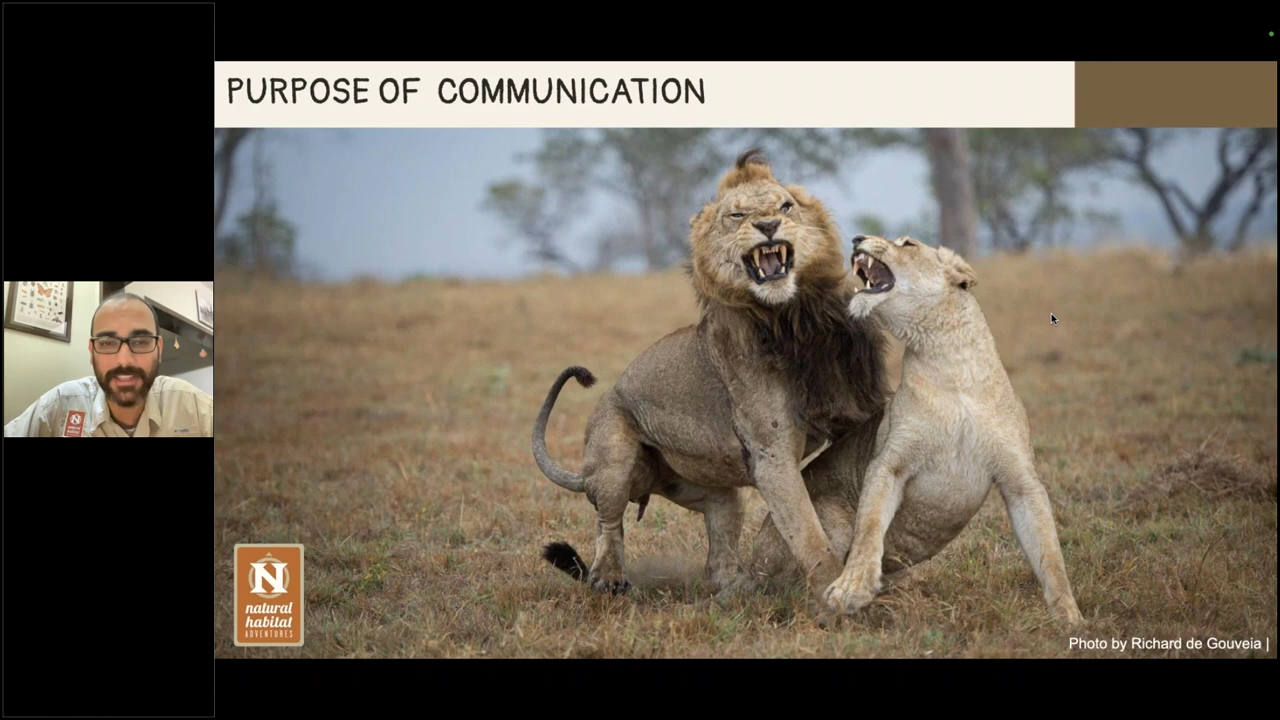 PURPOSE OF COMMUNICATION
N
natural
habitat
ADVENTURES
Photo by Richard de Gouveia |